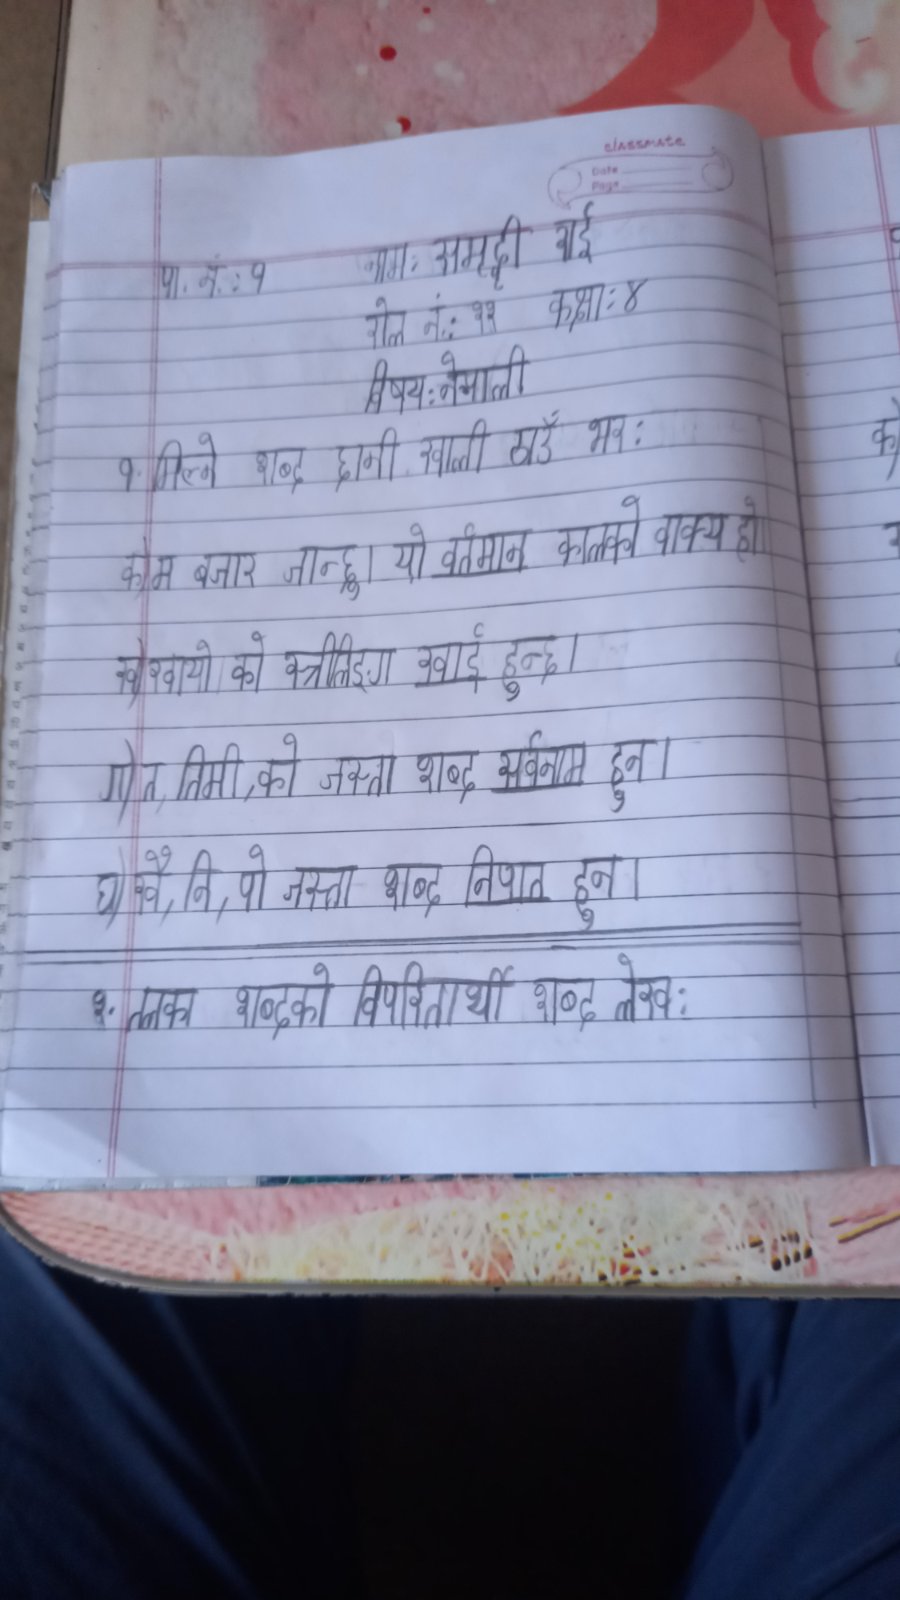 classmate
Date
Page
पा. नं. : १ नाम: समृद्दी राई
रोल नं.: २२ कक्षा: ४
विषय: नेपाली
१. मिल्ने शब्द दामी खाली ठाउँ भर:
क) म बजार जान्छु। यो वर्तमान कालको वाक्य हो।
ख) खायो को स्त्रीलिङ्ग खाई हुन्छ।
ग) त, तिमी, को जस्ता शब्द सर्वनाम हुन।
घ) खै, नि, पो जस्ता शब्द निपात हुन।
२. तलका शब्दको विपरितार्थी शब्द लेख:
को